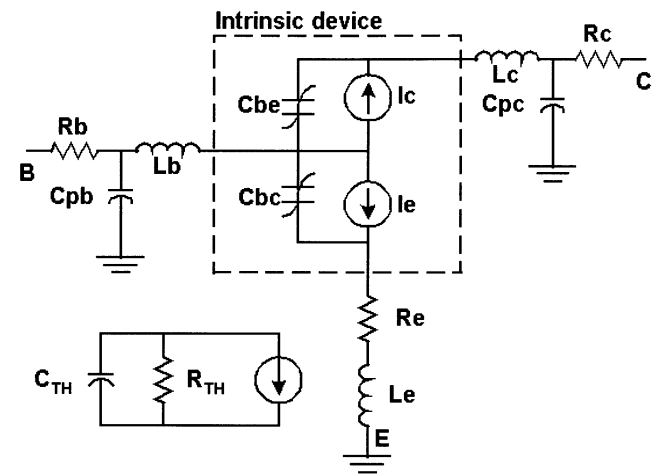 Intrinsic device
Rc
Lc
C
Cbe
Ic
Cpc
Rb
B
Lb
Cpb
Cbc
Ie
Re
CTH
RTH
Le
E